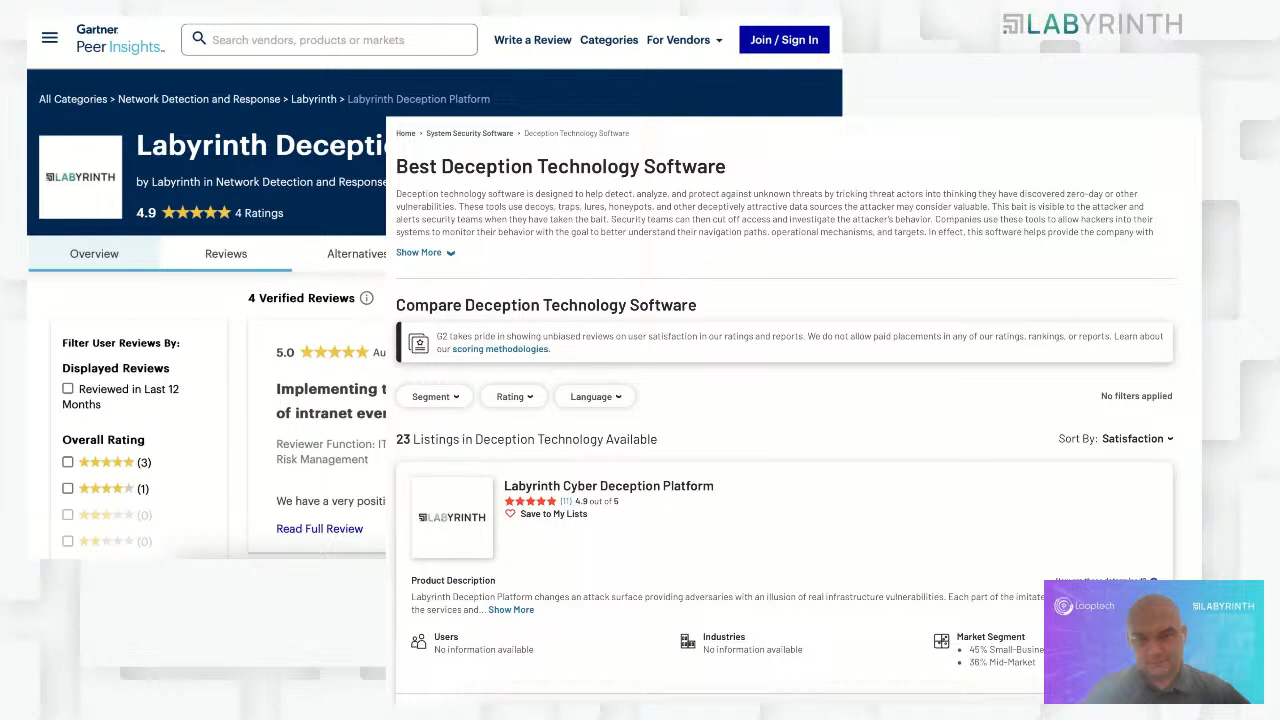 Gartner
Peer Insights™
Search vendors, products or markets
Write a Review
Categories
For Vendors
Join / Sign In
LABYRINTH
All Categories > Network Detection and Response > Labyrinth > Labyrinth Deception Platform
LABYRINTH
Labyrinth Decepti
by Labyrinth in Network Detection and Response
4.9
4 Ratings
Overview
Reviews
Alternatives
4 Verified Reviews
Filter User Reviews By:
Displayed Reviews
Reviewed in Last 12
Months
Overall Rating
(3)
(1)
(0)
(0)
5.0
Au
Implementing t
of intranet ever
Reviewer Function: IT
Risk Management
We have a very positi
Read Full Review
Home > System Security Software > Deception Technology Software
Best Deception Technology Software
Deception technology software is designed to help detect, analyze, and protect against unknown threats by tricking threat actors into thinking they have discovered zero-day or other
vulnerabilities. These tools use decoys, traps, lures, honeypots, and other deceptively attractive data sources the attacker may consider valuable. This bait is visible to the attacker and
alerts security teams when they have taken the bait. Security teams can then cut off access and investigate the attacker's behavior. Companies use these tools to allow hackers into their
systems to monitor their behavior with the goal to better understand their navigation paths, operational mechanisms, and targets. In effect, this software helps provide the company with
Show More
Compare Deception Technology Software
G2 takes pride in showing unbiased reviews on user satisfaction in our ratings and reports. We do not allow paid placements in any of our ratings, rankings, or reports. Learn about
our scoring methodologies.
Segment
Rating
Language
No filters applied
23 Listings in Deception Technology Available
Sort By: Satisfaction
LABYRINTH
Labyrinth Cyber Deception Platform
(11) 4.9 out of 5
Save to My Lists
Product Description
Labyrinth Deception Platform changes an attack surface providing adversaries with an illusion of real infrastructure vulnerabilities. Each part of the imitate
the services and... Show More
Users
No information available
Industries
No information available
Market Segment
• 45% Small-Busine
• 36% Mid-Market
Looptech
LABYRINTH